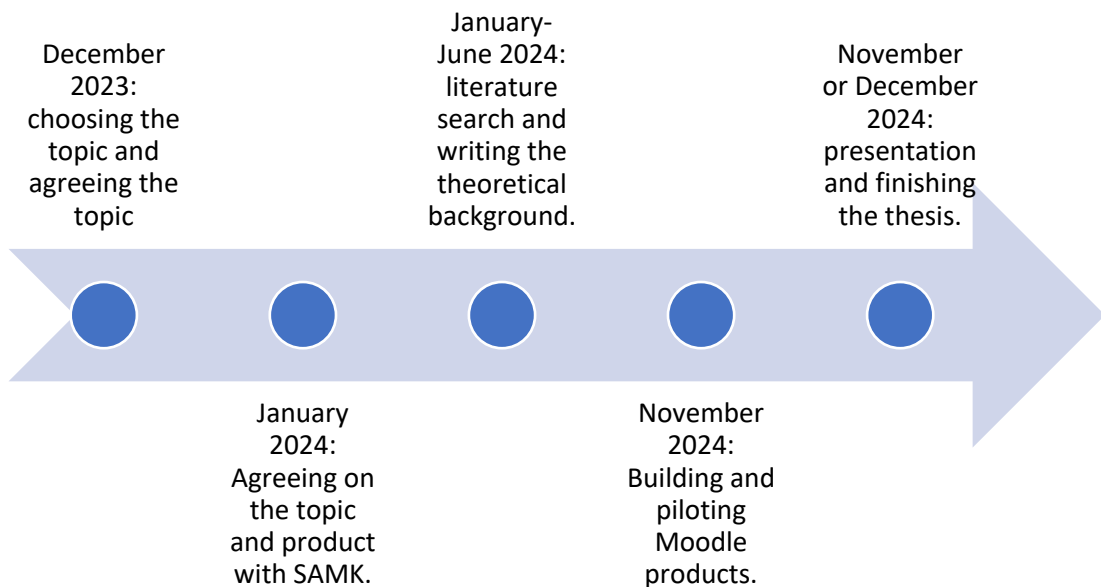 December
2023:
choosing the
topic and
agreeing the
topic
January
2024:
Agreeing on
the topic
and product
with SAMK.
January-
June 2024:
literature
search and
writing the
theoretical
background.
November
2024:
Building and
piloting
Moodle
products.
November
or December
2024:
presentation
and finishing
the thesis.